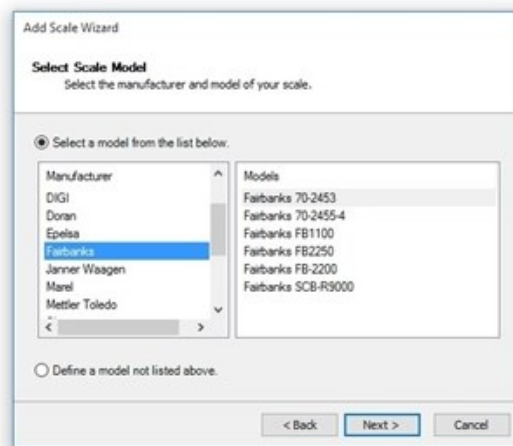 Add Scale Wizard
Select Scale Model
Select the manufacturer and model of your scale.
Select a model from the list below.
Manufacturer
DIGI
Doran
Epelsa
Fairbanks
Janner Waagen
Marel
Mettler Toledo
Models
Fairbanks 70-2453
Fairbanks 70-2455-4
Fairbanks FB1100
Fairbanks FB2250
Fairbanks FB-2200
Fairbanks SCB-R9000
Define a model not listed above.
< Back
Next >
Cancel